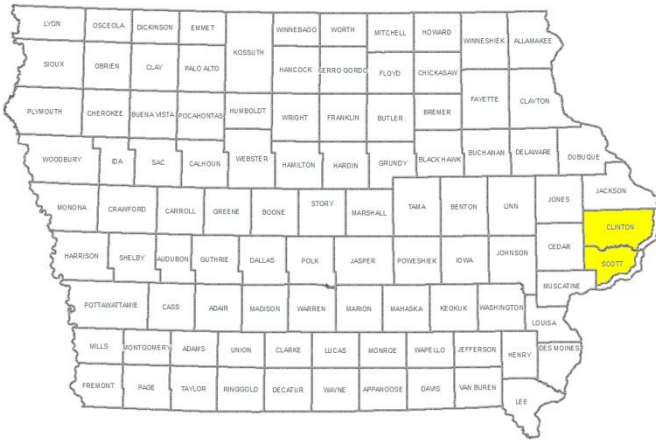 LYON OSCEOLA DICKINSON EMMET WINNEBAGO WORTH MITCHELL HOWARD WINNESHIEK ALLAMAKEE
KOSSUTH
SIOUX OBRIEN CLAY PALO ALTO HANCOCK CERRO GORDO FLOYD CHICKASAW
FAYETTE CLAYTON
PLYMOUTH CHEROKEE BUENA VISTA POCAHONTAS HUMBOLDT WRIGHT FRANKLIN BUTLER BREMER
WOODBURY IDA SAC CALHOUN WEBSTER HAMILTON HARDIN GRUNDY BLACK HAWK BUCHANAN DELAWARE DUBUQUE
MONONA CRAWFORD CARROLL GREENE BOONE STORY MARSHALL TAMA BENTON LINN JONES JACKSON
CLINTON
HARRISON SHELBY AUDUBON GUTHRIE DALLAS POLK JASPER POWESHIEK IOWA JOHNSON CEDAR SCOTT
MUSCATINE
POTTAWATTAMIE CASS ADAIR MADISON WARREN MARION MAHASKA KEOKUK WASHINGTON
LOUISA
MILLS MONTGOMERY ADAMS UNION CLARKE LUCAS MONROE WAPELLO JEFFERSON HENRY DES MOINES
FREMONT PAGE TAYLOR RINGGOLD DECATUR WAYNE APPANOOSE DAVIS VAN BUREN
LEE